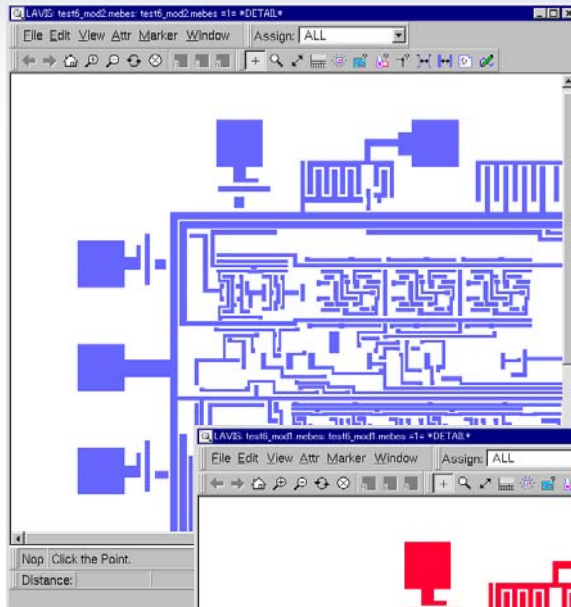 LAVIS: test6_mod2.mebes: test6_mod2.mebes =1= *DETAIL*
File Edit View Attr Marker Window Assign: ALL
LAVIS: test6_mod1.mebes: test6_mod1.mebes =1= *DETAIL*
File Edit View Attr Marker Window Assign: ALL
Nop Click the Point.
Distance: